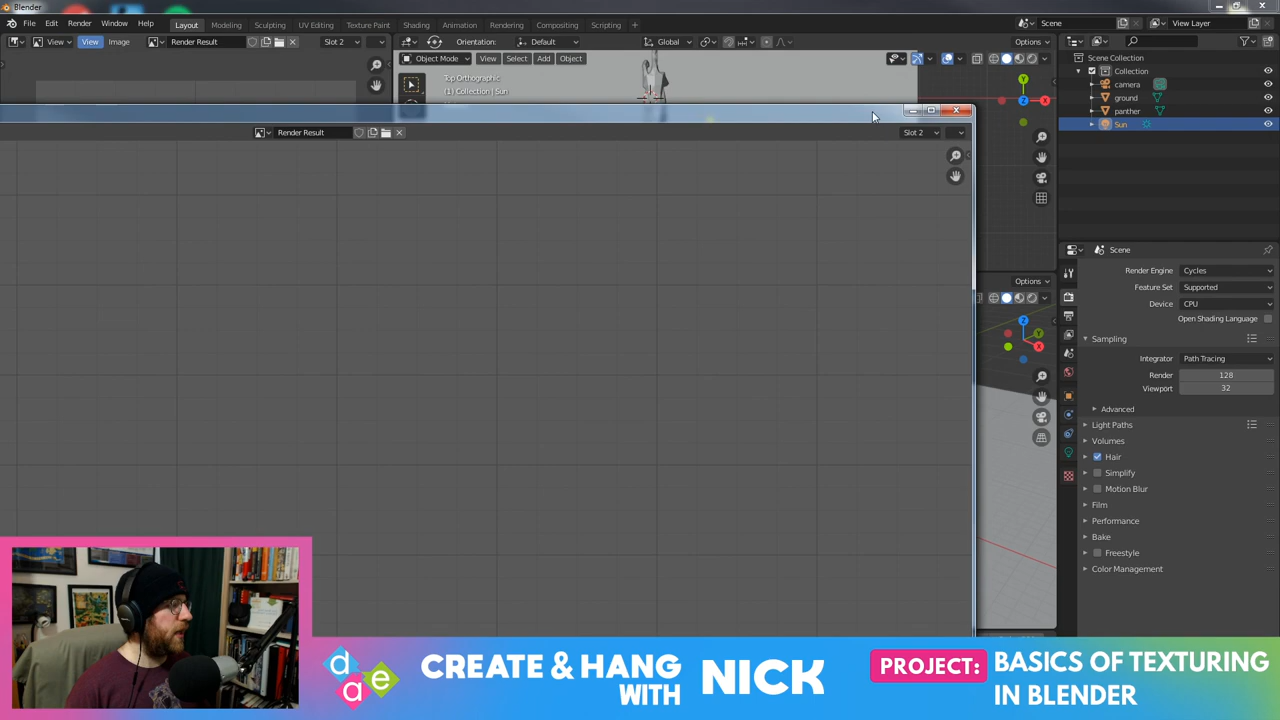 Blender
File Edit Render Window Help Layout Modeling Sculpting UV Editing Texture Paint Shading Animation Rendering Compositing Scripting + Scene View Layer
View View Image Render Result Slot 2 Orientation: Default Global Options
Object Mode View Select Add Object
Top Orthographic
(1) Collection | Sun
Y
X
Z
Scene Collection
Collection
camera
ground
panther
Sun
Render Result Slot 2
Scene
Render Engine Cycles
Feature Set Supported
Device CPU
Open Shading Language
Sampling
Integrator Path Tracing
Render 128
Viewport 32
Advanced
Light Paths
Volumes
Hair
Simplify
Motion Blur
Film
Performance
Bake
Freestyle
Color Management
Options
Z
Y
X
dae
CREATE & HANG
WITH
NICK
PROJECT:
BASICS OF TEXTURING
IN BLENDER